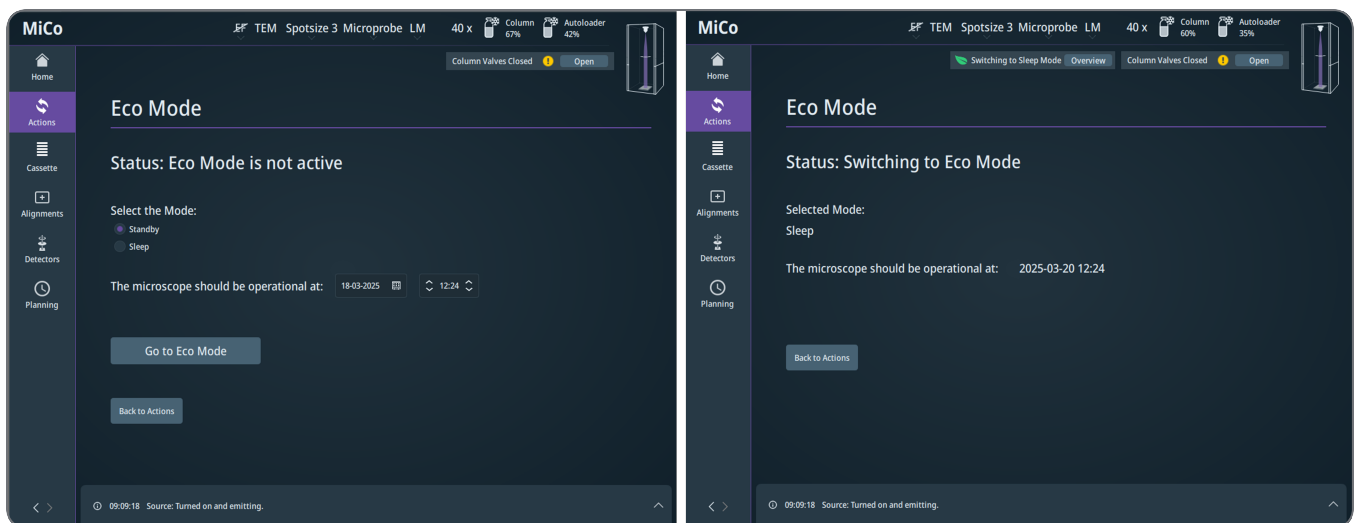 MiCo
EF TEM Spotsize 3 Microprobe LM 40 x Column 67% Autoloader 42%
Column Valves Closed ! Open
Home
Actions
Cassette
Alignments
Detectors
Planning
Eco Mode
Status: Eco Mode is not active
Select the Mode:
Standby
Sleep
The microscope should be operational at: 18-03-2025 12:24
Go to Eco Mode
Back to Actions
09:09:18 Source: Turned on and emitting.
MiCo
EF TEM Spotsize 3 Microprobe LM 40 x Column 60% Autoloader 35%
Switching to Sleep Mode Overview Column Valves Closed ! Open
Home
Actions
Cassette
Alignments
Detectors
Planning
Eco Mode
Status: Switching to Eco Mode
Selected Mode:
Sleep
The microscope should be operational at: 2025-03-20 12:24
Back to Actions
09:09:18 Source: Turned on and emitting.